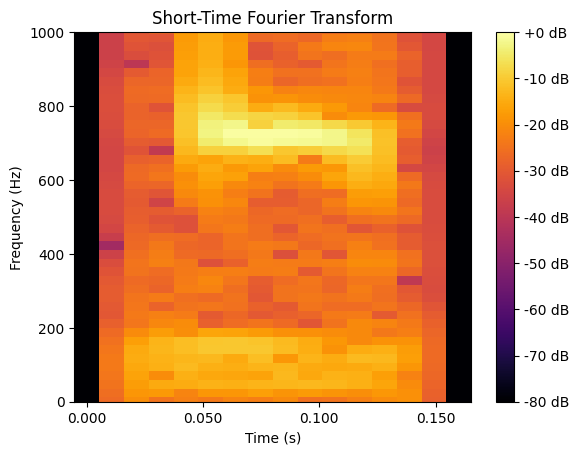 Short-Time Fourier Transform
1000
800
600
400
200
0
Frequency (Hz)
0.000
0.050
0.100
0.150
Time (s)
+0 dB
-10 dB
-20 dB
-30 dB
-40 dB
-50 dB
-60 dB
-70 dB
-80 dB